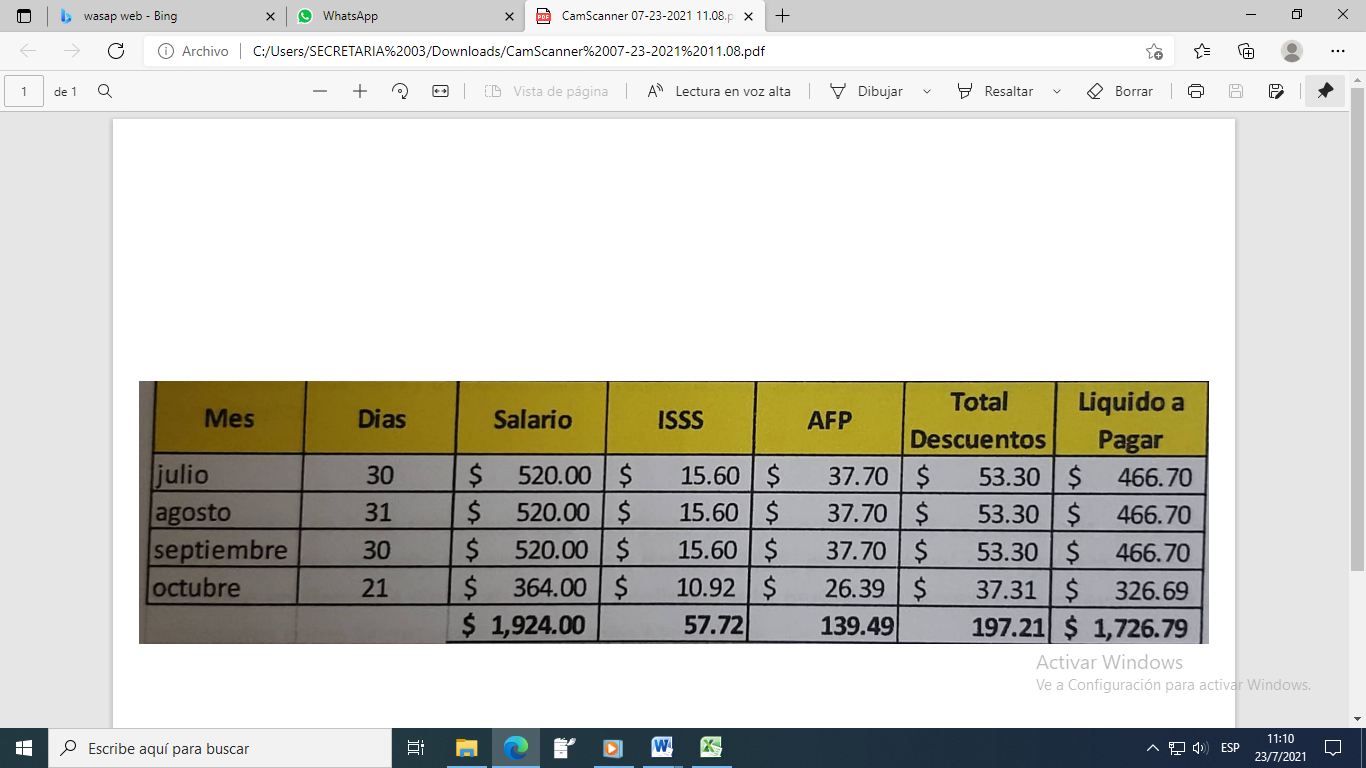 wasap web - Bing
WhatsApp
CamScanner 07-23-2021 11.08.p
Archivo
C:/Users/SECRETARIA%2003/Downloads/CamScanner%2007-23-2021%2011.08.pdf
1 de 1
Vista de página
Lectura en voz alta
Dibujar
Resaltar
Borrar
Mes Dias Salario ISSS AFP Total Descuentos Liquido a Pagar
julio 30 $ 520.00 $ 15.60 $ 37.70 $ 53.30 $ 466.70
agosto 31 $ 520.00 $ 15.60 $ 37.70 $ 53.30 $ 466.70
septiembre 30 $ 520.00 $ 15.60 $ 37.70 $ 53.30 $ 466.70
octubre 21 $ 364.00 $ 10.92 $ 26.39 $ 37.31 $ 326.69
$ 1,924.00 57.72 139.49 197.21 $ 1,726.79
Activar Windows
Ve a Configuración para activar Windows.
Escribe aquí para buscar
ESP
11:10
23/7/2021